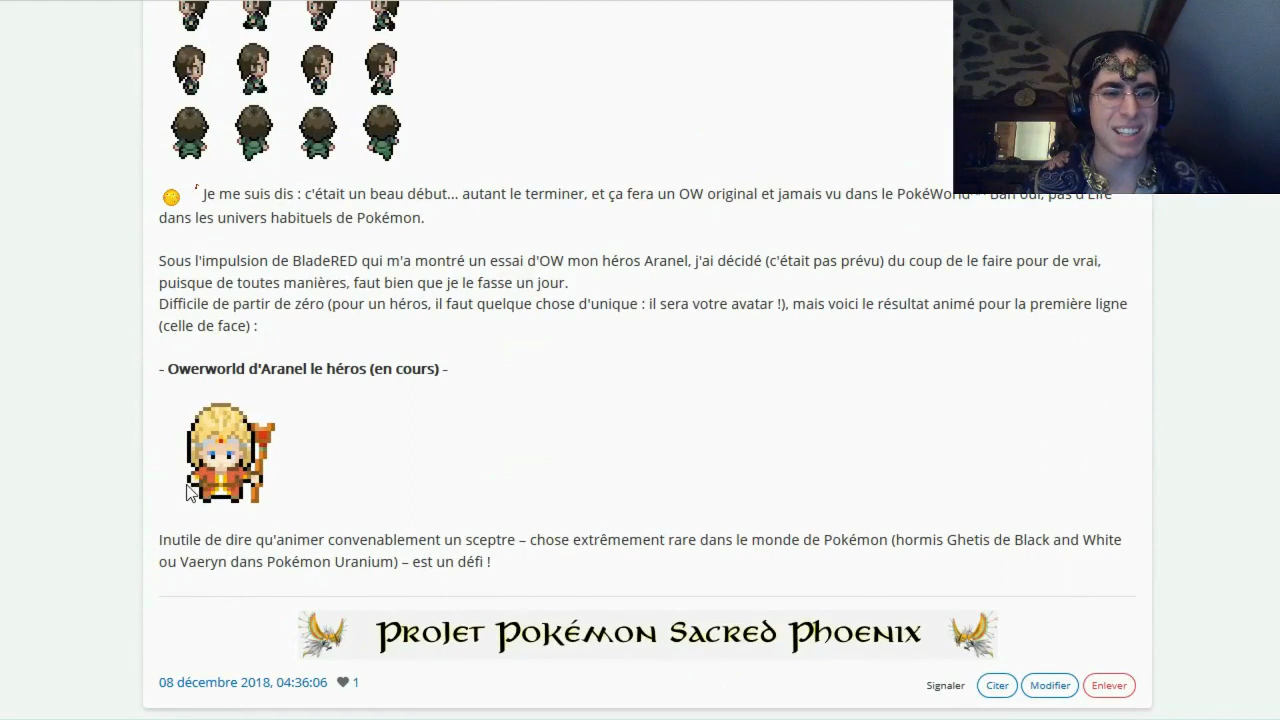 Je me suis dis : c'était un beau début... autant le terminer, et ça fera un OW original et jamais vu dans le PokéWorld ^^ Bah oui, pas d'Elfe
dans les univers habituels de Pokémon.
Sous l'impulsion de BladeRED qui m'a montré un essai d'OW mon héros Aranel, j'ai décidé (c'était pas prévu) du coup de le faire pour de vrai,
puisque de toutes manières, faut bien que je le fasse un jour.
Difficile de partir de zéro (pour un héros, il faut quelque chose d'unique : il sera votre avatar !), mais voici le résultat animé pour la première ligne
(celle de face) :
- Owerworld d'Aranel le héros (en cours) -
Inutile de dire qu'animer convenablement un sceptre – chose extrêmement rare dans le monde de Pokémon (hormis Ghetis de Black and White
ou Vaeryn dans Pokémon Uranium) – est un défi !
Projet Pokémon Sacred Phoenix
08 décembre 2018, 04:36:06 1
Signaler Citer Modifier Enlever